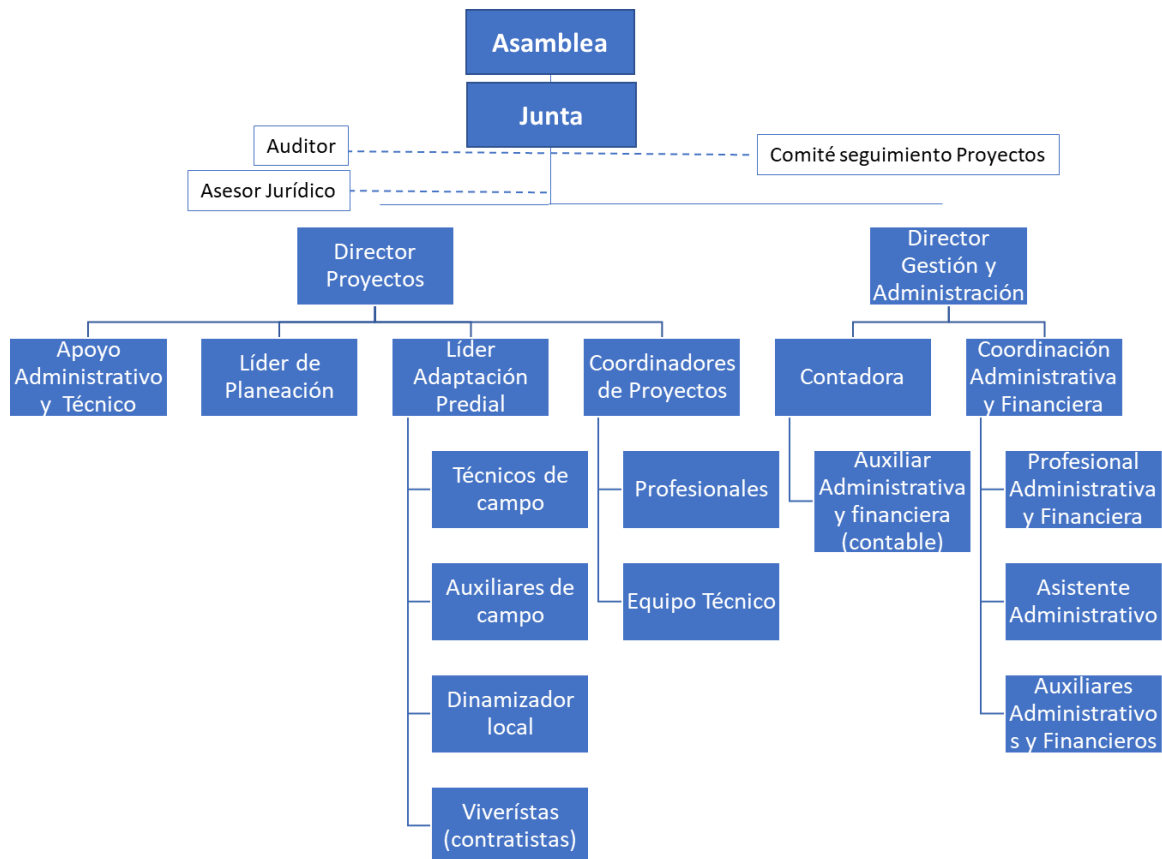 Asamblea
Junta
Auditor
Comité seguimiento Proyectos
Asesor Jurídico
Director
Proyectos
Director
Gestión y
Administración
Apoyo
Administrativo
y Técnico
Líder de
Planeación
Líder
Adaptación
Predial
Coordinadores
de Proyectos
Contadora
Coordinación
Administrativa
y Financiera
Técnicos de
campo
Auxiliares de
campo
Dinamizador
local
Viverístas
(contratistas)
Profesionales
Equipo Técnico
Auxiliar
Administrativa
y financiera
(contable)
Profesional
Administrativa
y Financiera
Asistente
Administrativo
Auxiliares
Administrativo
s y Financieros